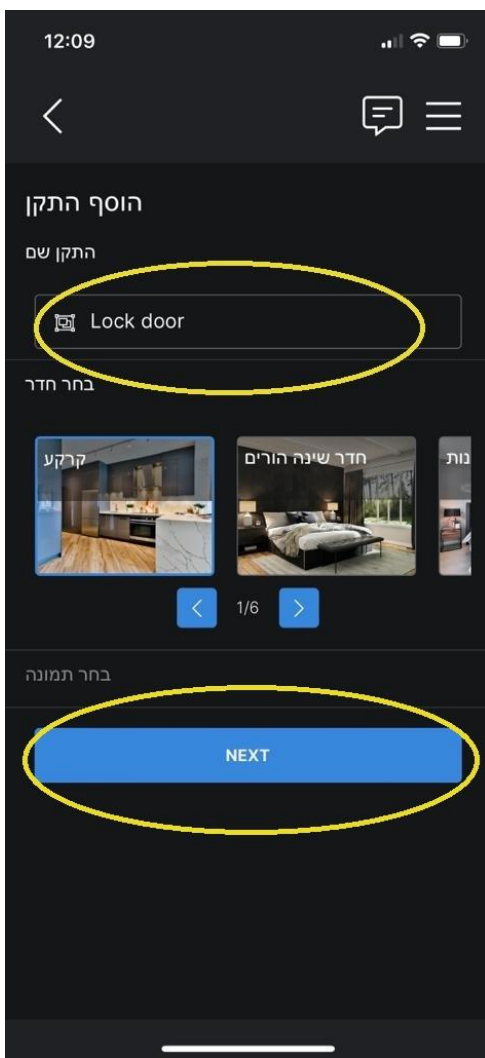 12:09
הוסף התקן
התקן שם
Lock door
בחר חדר
קרקע
חדר שינה הורים
נות
1/6
בחר תמונה
NEXT